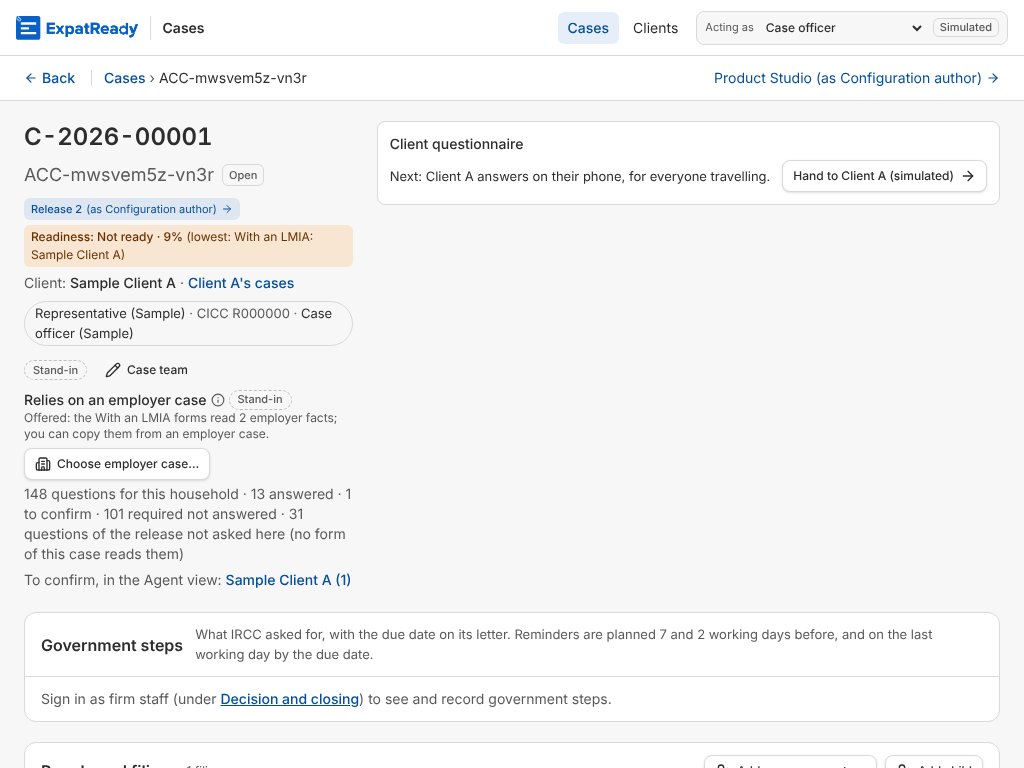 ExpatReady
Cases
Cases
Clients
Acting as
Case officer
Simulated
← Back
Cases › ACC-mwsvem5z-vn3r
Product Studio (as Configuration author) →
C-2026-00001
ACC-mwsvem5z-vn3r
Open
Release 2 (as Configuration author) →
Readiness: Not ready · 9% (lowest: With an LMIA:
Sample Client A)
Client: Sample Client A · Client A's cases
Representative (Sample) · CICC R000000 · Case
officer (Sample)
Stand-in
Case team
Relies on an employer case
Stand-in
Offered: the With an LMIA forms read 2 employer facts;
you can copy them from an employer case.
Choose employer case...
148 questions for this household · 13 answered · 1
to confirm · 101 required not answered · 31
questions of the release not asked here (no form
of this case reads them)
To confirm, in the Agent view: Sample Client A (1)
Client questionnaire
Next: Client A answers on their phone, for everyone travelling.
Hand to Client A (simulated) →
Government steps
What IRCC asked for, with the due date on its letter. Reminders are planned 7 and 2 working days before, and on the last
working day by the due date.
Sign in as firm staff (under Decision and closing) to see and record government steps.